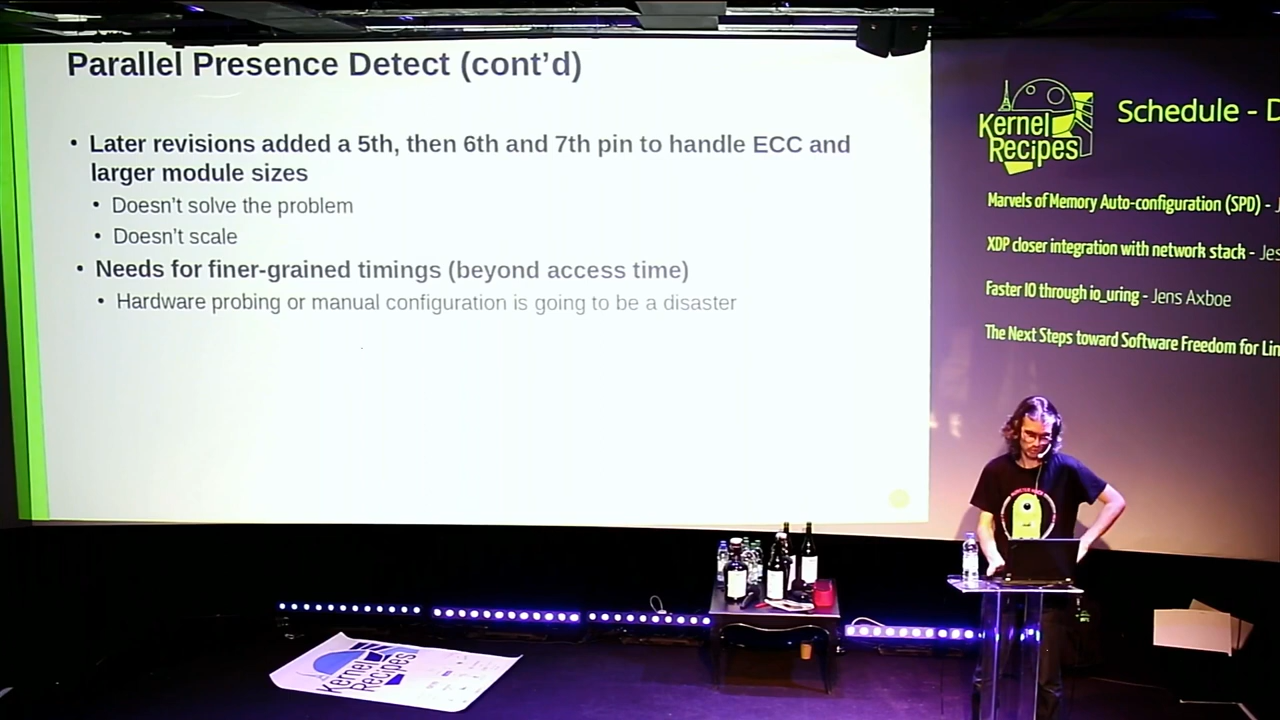 Parallel Presence Detect (cont’d)
• Later revisions added a 5th, then 6th and 7th pin to handle ECC and
larger module sizes
• Doesn’t solve the problem
• Doesn’t scale
• Needs for finer-grained timings (beyond access time)
• Hardware probing or manual configuration is going to be a disaster
Kernel
Recipes
Schedule - D
Marvels of Memory Auto-configuration (SPD) - J
XDP closer integration with network stack - Jes
Faster IO through io_uring - Jens Axboe
The Next Steps toward Software Freedom for Lin
Kernel
Recipes